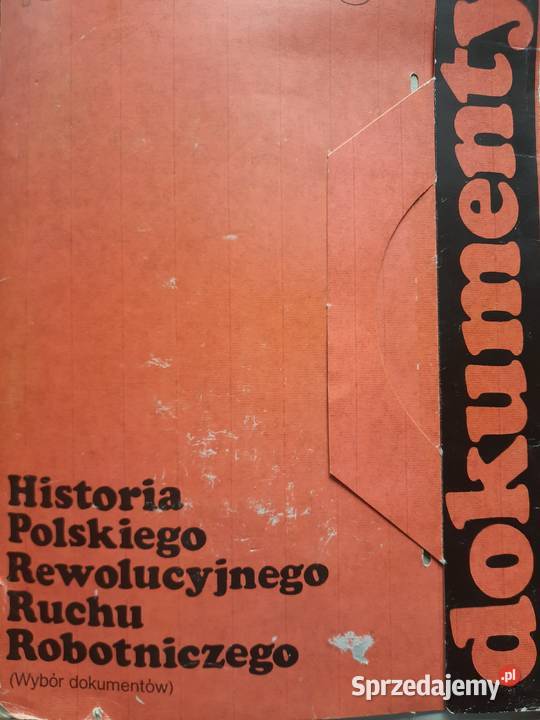 Historia
Polskiego
Rewolucyjnego
Ruchu
Robotniczego
(Wybór dokumentów)
dokumenty
Sprzedajemy.pl